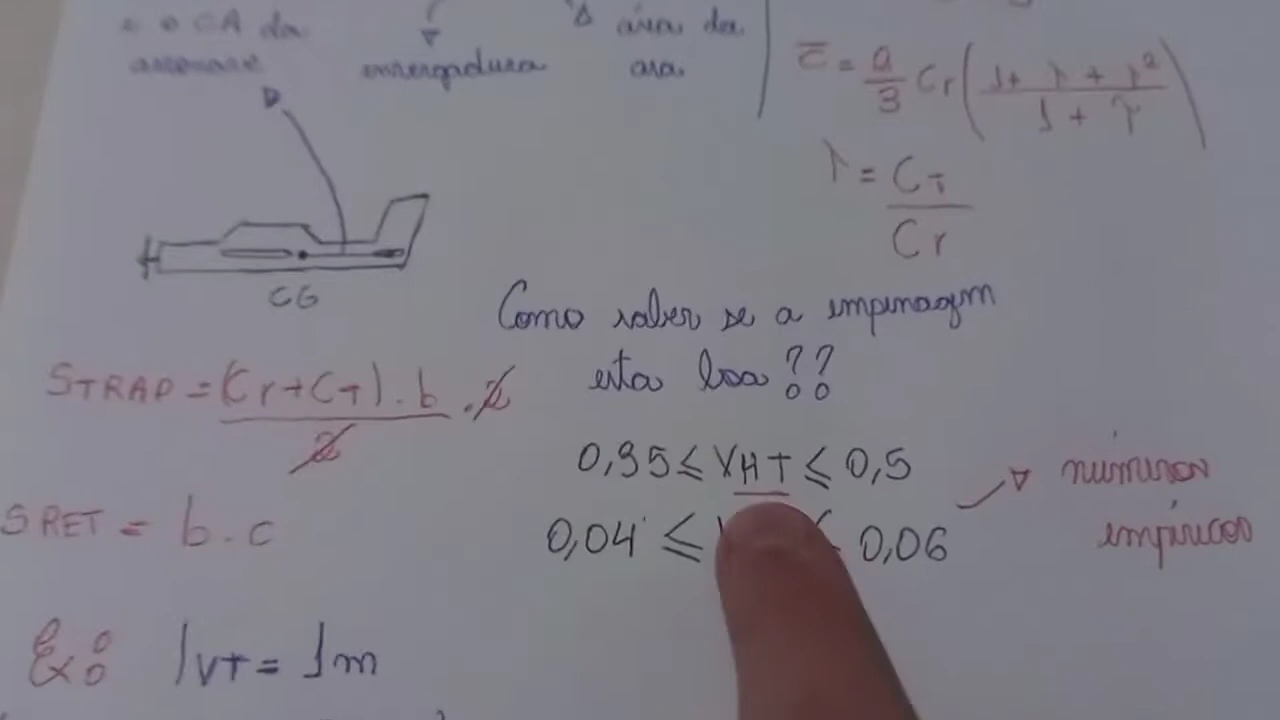 e o CA da
área da
envergadura
asa
c̄ = a/3 Cr ( 1 + λ + λ² / 1 + λ )
λ = CT / Cr
CG
Como saber se a empenagem
esta boa??
STRAP = (Cr + CT) . b / 2 . 2
0,35 ≤ VHT ≤ 0,5
números
empíricos
SRET = b . c
0,04 ≤ ≤ 0,06
Ex: lVT = 1m